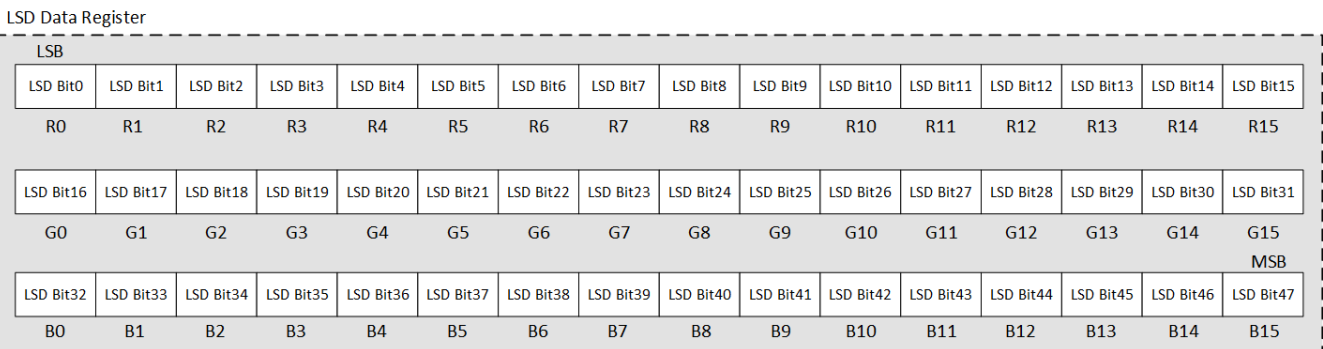 LSD Data Register
LSB
LSD Bit0 LSD Bit1 LSD Bit2 LSD Bit3 LSD Bit4 LSD Bit5 LSD Bit6 LSD Bit7 LSD Bit8 LSD Bit9 LSD Bit10 LSD Bit11 LSD Bit12 LSD Bit13 LSD Bit14 LSD Bit15
R0 R1 R2 R3 R4 R5 R6 R7 R8 R9 R10 R11 R12 R13 R14 R15
LSD Bit16 LSD Bit17 LSD Bit18 LSD Bit19 LSD Bit20 LSD Bit21 LSD Bit22 LSD Bit23 LSD Bit24 LSD Bit25 LSD Bit26 LSD Bit27 LSD Bit28 LSD Bit29 LSD Bit30 LSD Bit31
G0 G1 G2 G3 G4 G5 G6 G7 G8 G9 G10 G11 G12 G13 G14 G15
MSB
LSD Bit32 LSD Bit33 LSD Bit34 LSD Bit35 LSD Bit36 LSD Bit37 LSD Bit38 LSD Bit39 LSD Bit40 LSD Bit41 LSD Bit42 LSD Bit43 LSD Bit44 LSD Bit45 LSD Bit46 LSD Bit47
B0 B1 B2 B3 B4 B5 B6 B7 B8 B9 B10 B11 B12 B13 B14 B15